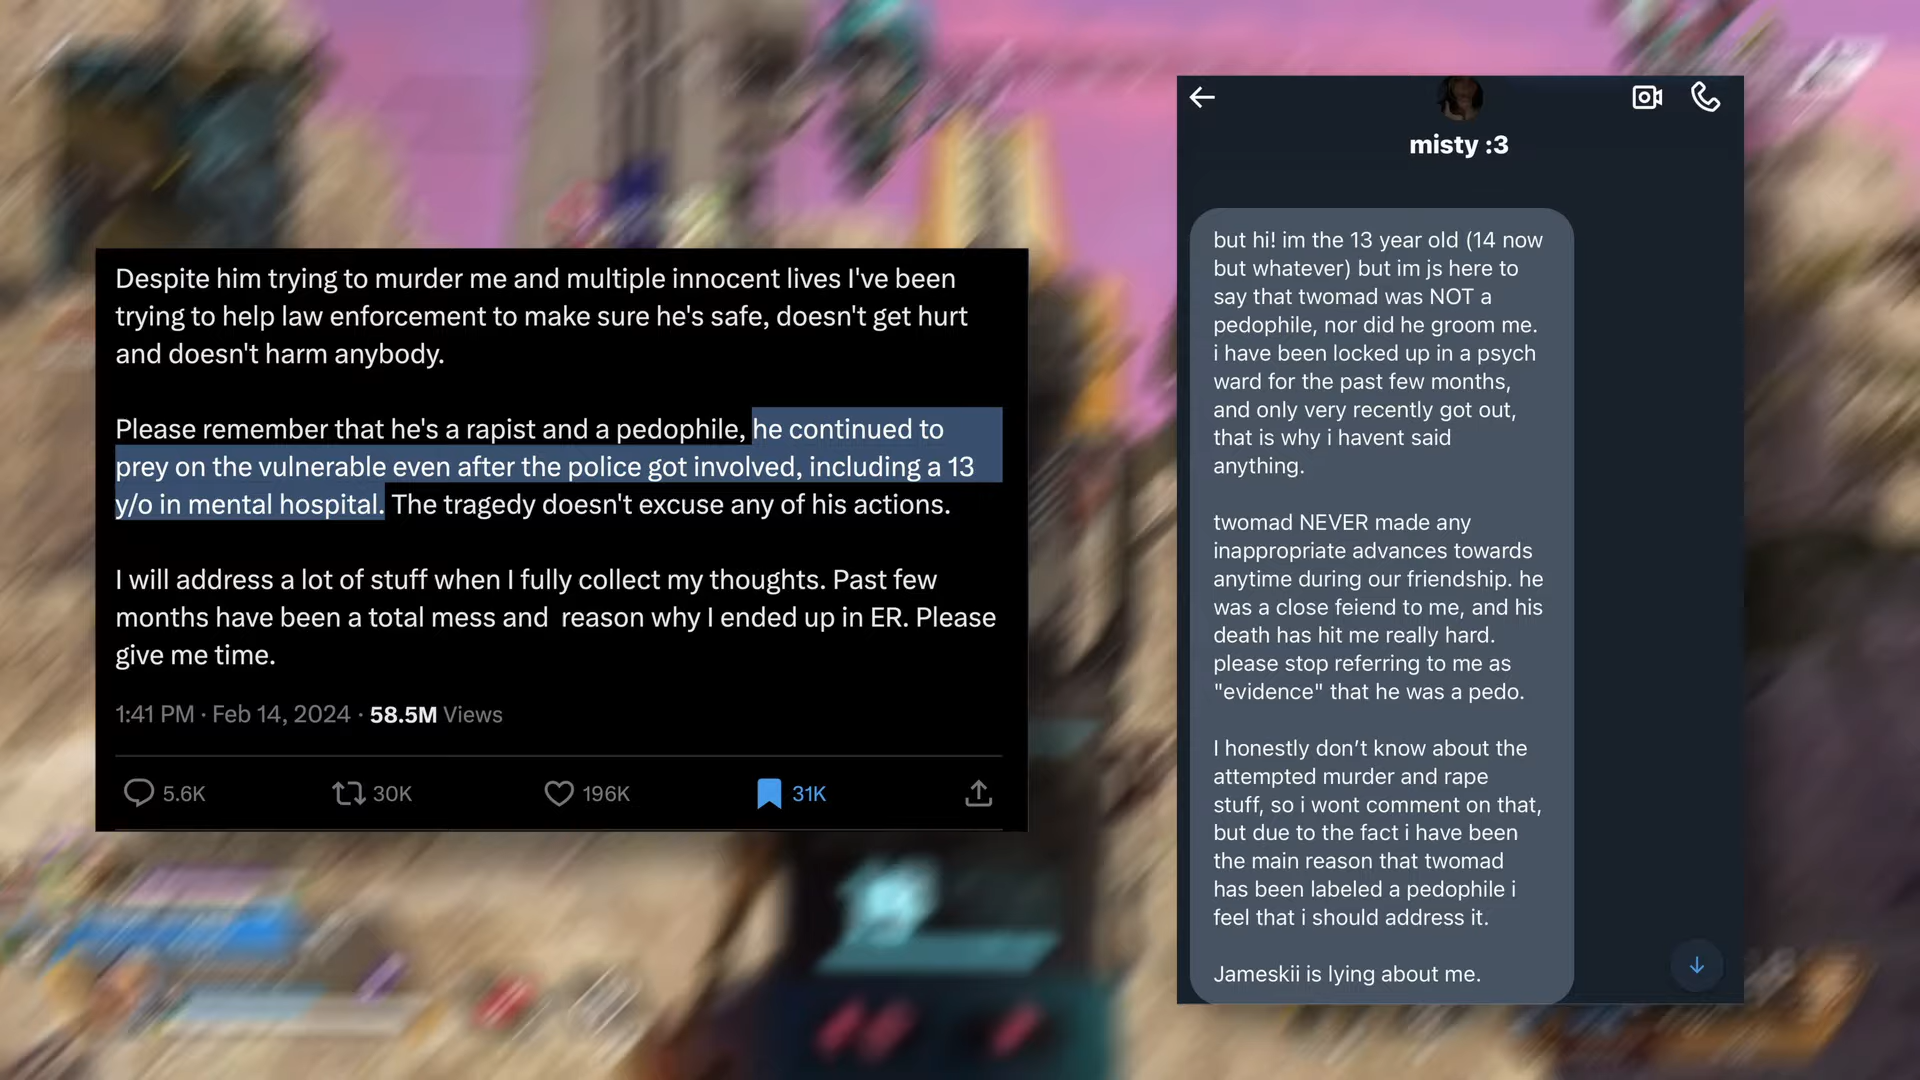 Despite him trying to murder me and multiple innocent lives I've been
trying to help law enforcement to make sure he's safe, doesn't get hurt
and doesn't harm anybody.
Please remember that he's a rapist and a pedophile, he continued to
prey on the vulnerable even after the police got involved, including a 13
y/o in mental hospital. The tragedy doesn't excuse any of his actions.
I will address a lot of stuff when I fully collect my thoughts. Past few
months have been a total mess and  reason why I ended up in ER. Please
give me time.
1:41 PM · Feb 14, 2024 · 58.5M Views
5.6K 30K 196K 31K
misty :3
but hi! im the 13 year old (14 now
but whatever) but im js here to
say that twomad was NOT a
pedophile, nor did he groom me.
i have been locked up in a psych
ward for the past few months,
and only very recently got out,
that is why i havent said
anything.
twomad NEVER made any
inappropriate advances towards
anytime during our friendship. he
was a close feiend to me, and his
death has hit me really hard.
please stop referring to me as
"evidence" that he was a pedo.
I honestly don’t know about the
attempted murder and rape
stuff, so i wont comment on that,
but due to the fact i have been
the main reason that twomad
has been labeled a pedophile i
feel that i should address it.
Jameskii is lying about me.